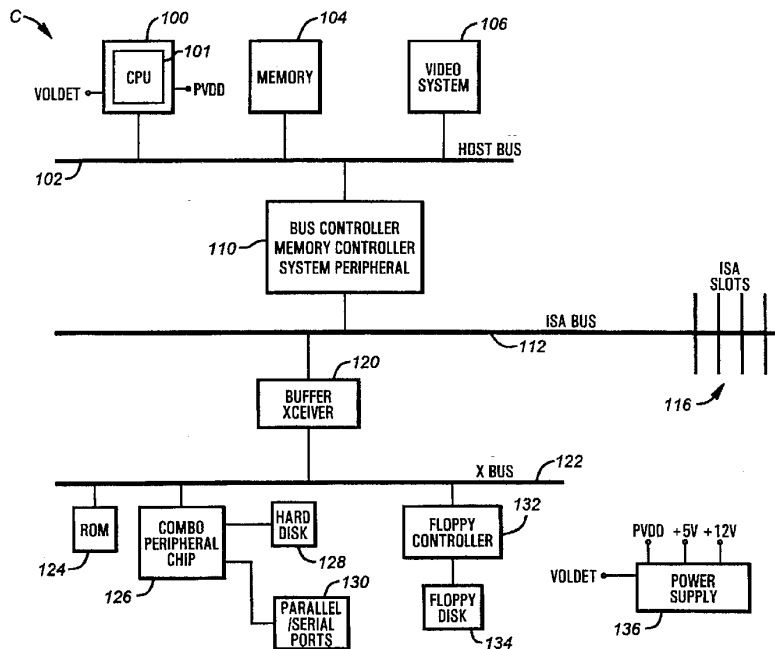 C
100
104
106
101
CPU
MEMORY
VIDEO
SYSTEM
VOLDET
PVDD
HOST BUS
102
110
BUS CONTROLLER
MEMORY CONTROLLER
SYSTEM PERIPHERAL
ISA
SLOTS
ISA BUS
112
116
120
BUFFER
XCEIVER
X BUS
122
ROM
124
COMBO
PERIPHERAL
CHIP
126
HARD
DISK
128
130
PARALLEL
/SERIAL
PORTS
132
FLOPPY
CONTROLLER
FLOPPY
DISK
134
PVDD +5V +12V
VOLDET
POWER
SUPPLY
136